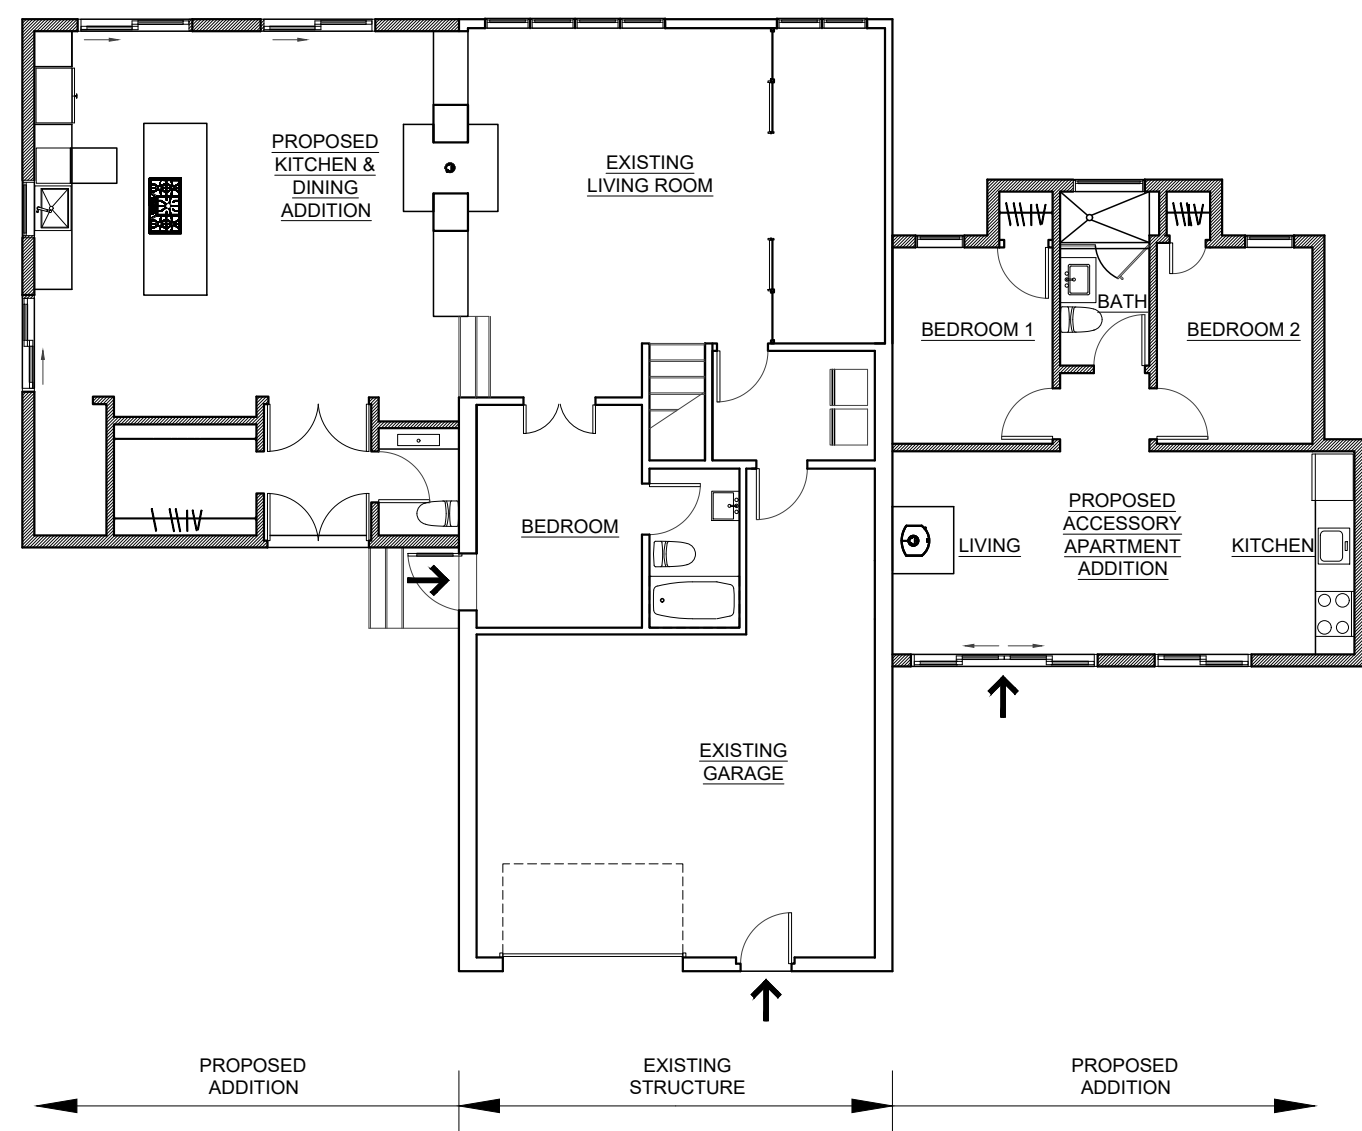 PROPOSED
KITCHEN &
DINING
ADDITION
EXISTING
LIVING ROOM
BEDROOM 1
BATH
BEDROOM 2
BEDROOM
LIVING
PROPOSED
ACCESSORY
APARTMENT
ADDITION
KITCHEN
EXISTING
GARAGE
PROPOSED
ADDITION
EXISTING
STRUCTURE
PROPOSED
ADDITION